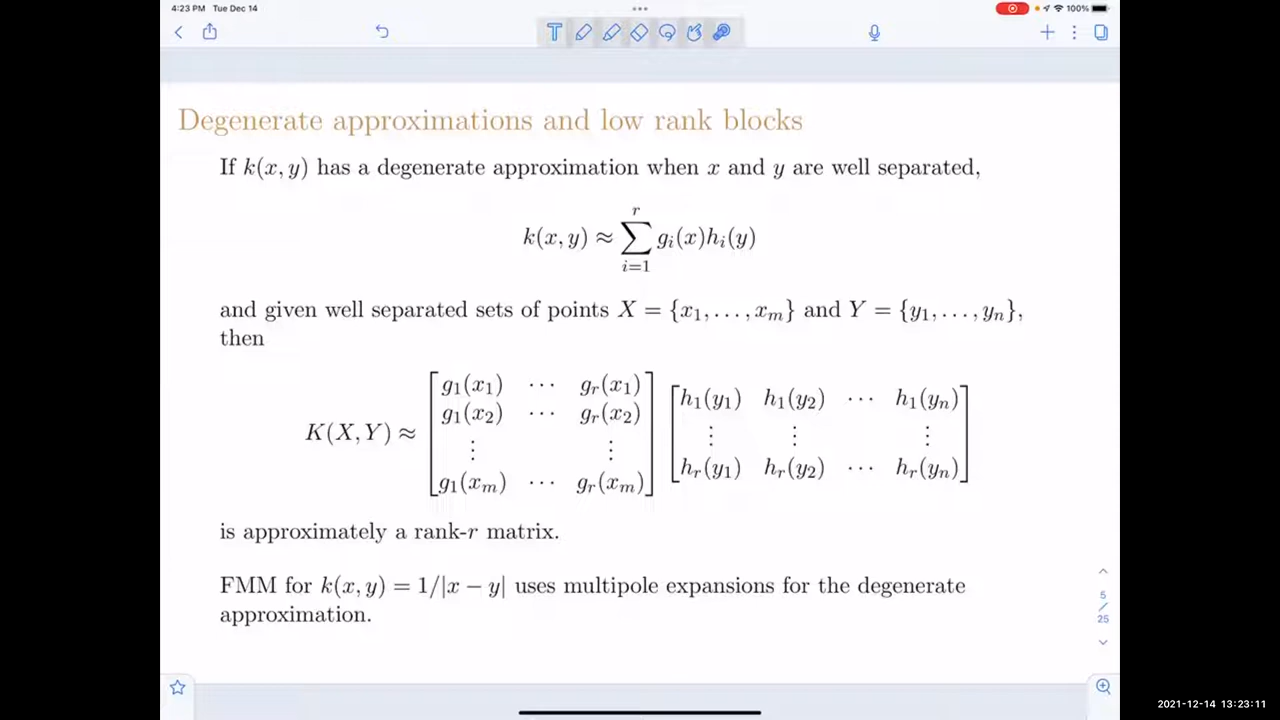 4:23 PM Tue Dec 14
100%
Degenerate approximations and low rank blocks
If k(x, y) has a degenerate approximation when x and y are well separated,
k(x, y) ≈ ∑_{i=1}^{r} g_i(x)h_i(y)
and given well separated sets of points X = {x_1, . . . , x_m} and Y = {y_1, . . . , y_n},
then
K(X, Y) ≈ [g_1(x_1) ··· g_r(x_1); g_1(x_2) ··· g_r(x_2); ⋮ ⋮; g_1(x_m) ··· g_r(x_m)] [h_1(y_1) h_1(y_2) ··· h_1(y_n); ⋮ ⋮ ⋮; h_r(y_1) h_r(y_2) ··· h_r(y_n)]
is approximately a rank-r matrix.
FMM for k(x, y) = 1/|x − y| uses multipole expansions for the degenerate
approximation.
5
/
25
2021-12-14 13:23:11